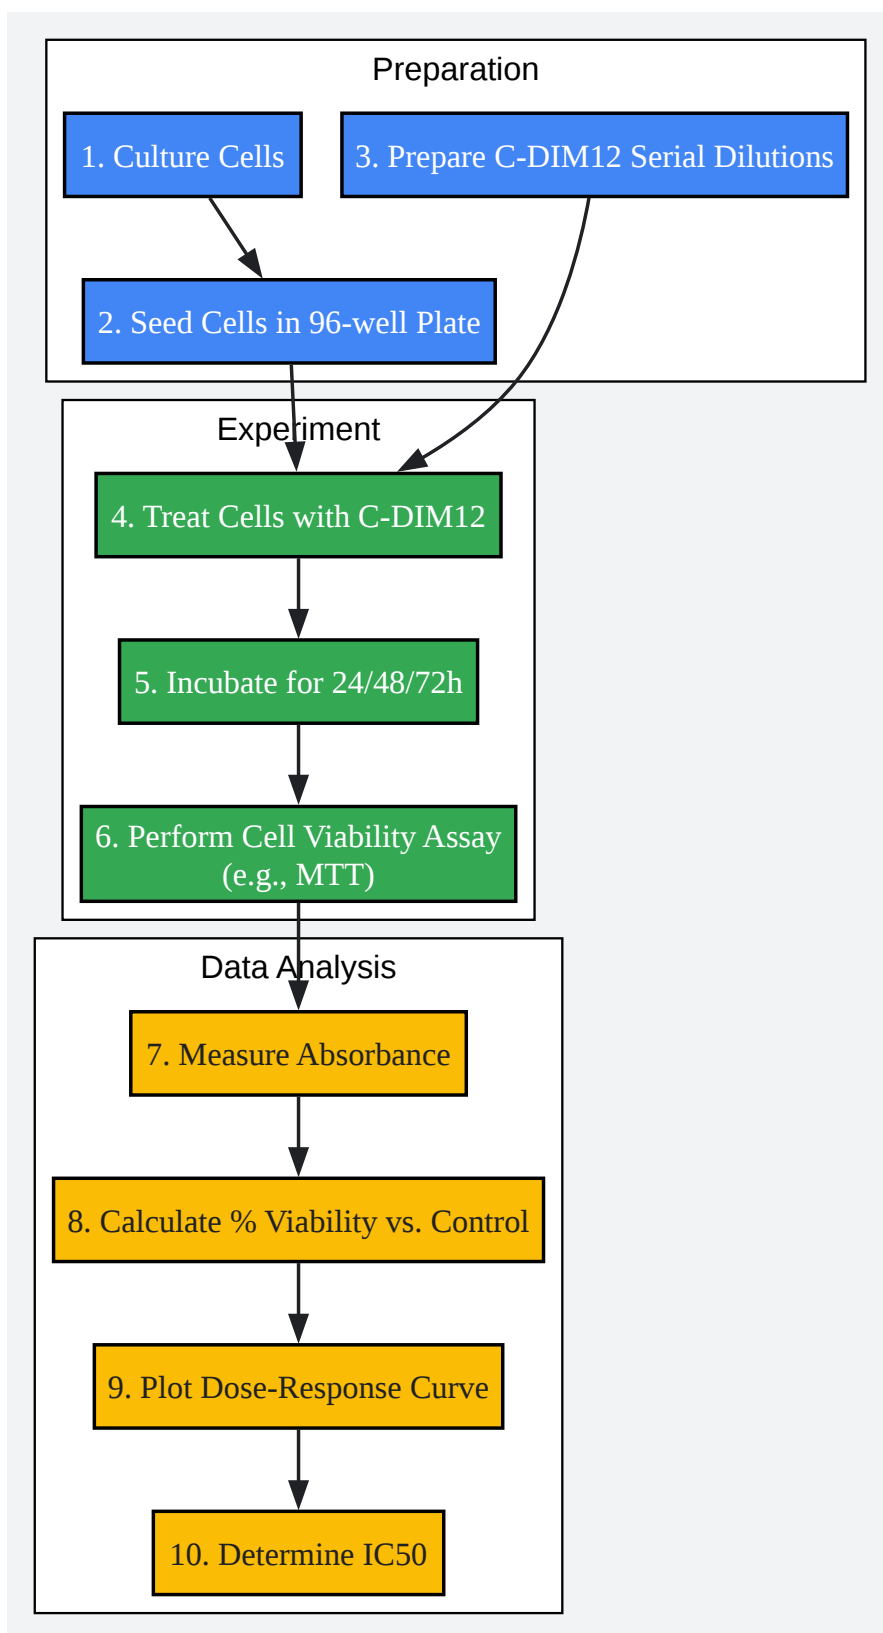 Preparation
1. Culture Cells
3. Prepare C-DIM12 Serial Dilutions
2. Seed Cells in 96-well Plate
Experiment
4. Treat Cells with C-DIM12
5. Incubate for 24/48/72h
6. Perform Cell Viability Assay
(e.g., MTT)
Data Analysis
7. Measure Absorbance
8. Calculate % Viability vs. Control
9. Plot Dose-Response Curve
10. Determine IC50